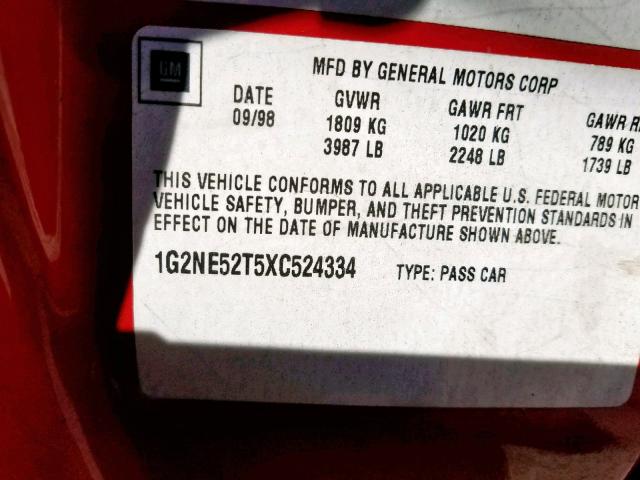 GM
MFD BY GENERAL MOTORS CORP
DATE GVWR GAWR FRT GAWR R
09/98 1809 KG 1020 KG 789 KG
3987 LB 2248 LB 1739 LB
THIS VEHICLE CONFORMS TO ALL APPLICABLE U.S. FEDERAL MOTOR
VEHICLE SAFETY, BUMPER, AND THEFT PREVENTION STANDARDS IN
EFFECT ON THE DATE OF MANUFACTURE SHOWN ABOVE.
1G2NE52T5XC524334 TYPE: PASS CAR